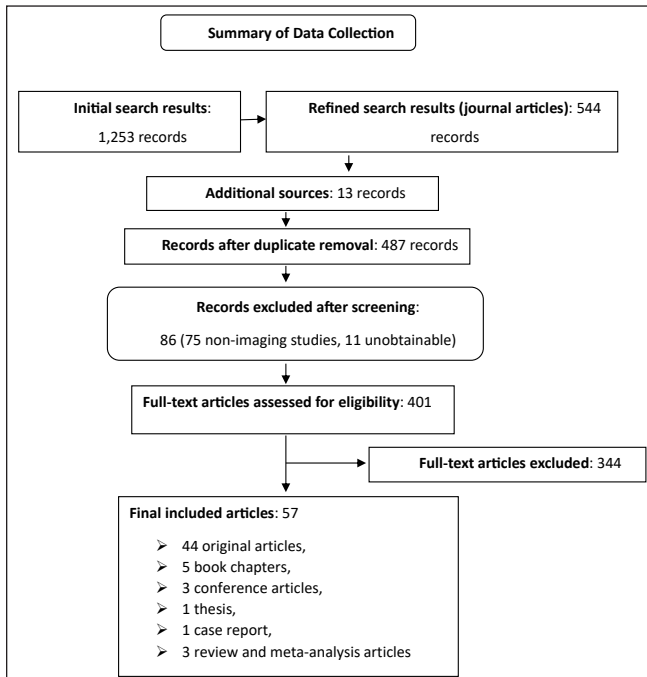 Summary of Data Collection
Initial search results:
1,253 records
Refined search results (journal articles): 544
records
Additional sources: 13 records
Records after duplicate removal: 487 records
Records excluded after screening:
86 (75 non-imaging studies, 11 unobtainable)
Full-text articles assessed for eligibility: 401
Full-text articles excluded: 344
Final included articles: 57
➢ 44 original articles,
➢ 5 book chapters,
➢ 3 conference articles,
➢ 1 thesis,
➢ 1 case report,
➢ 3 review and meta-analysis articles